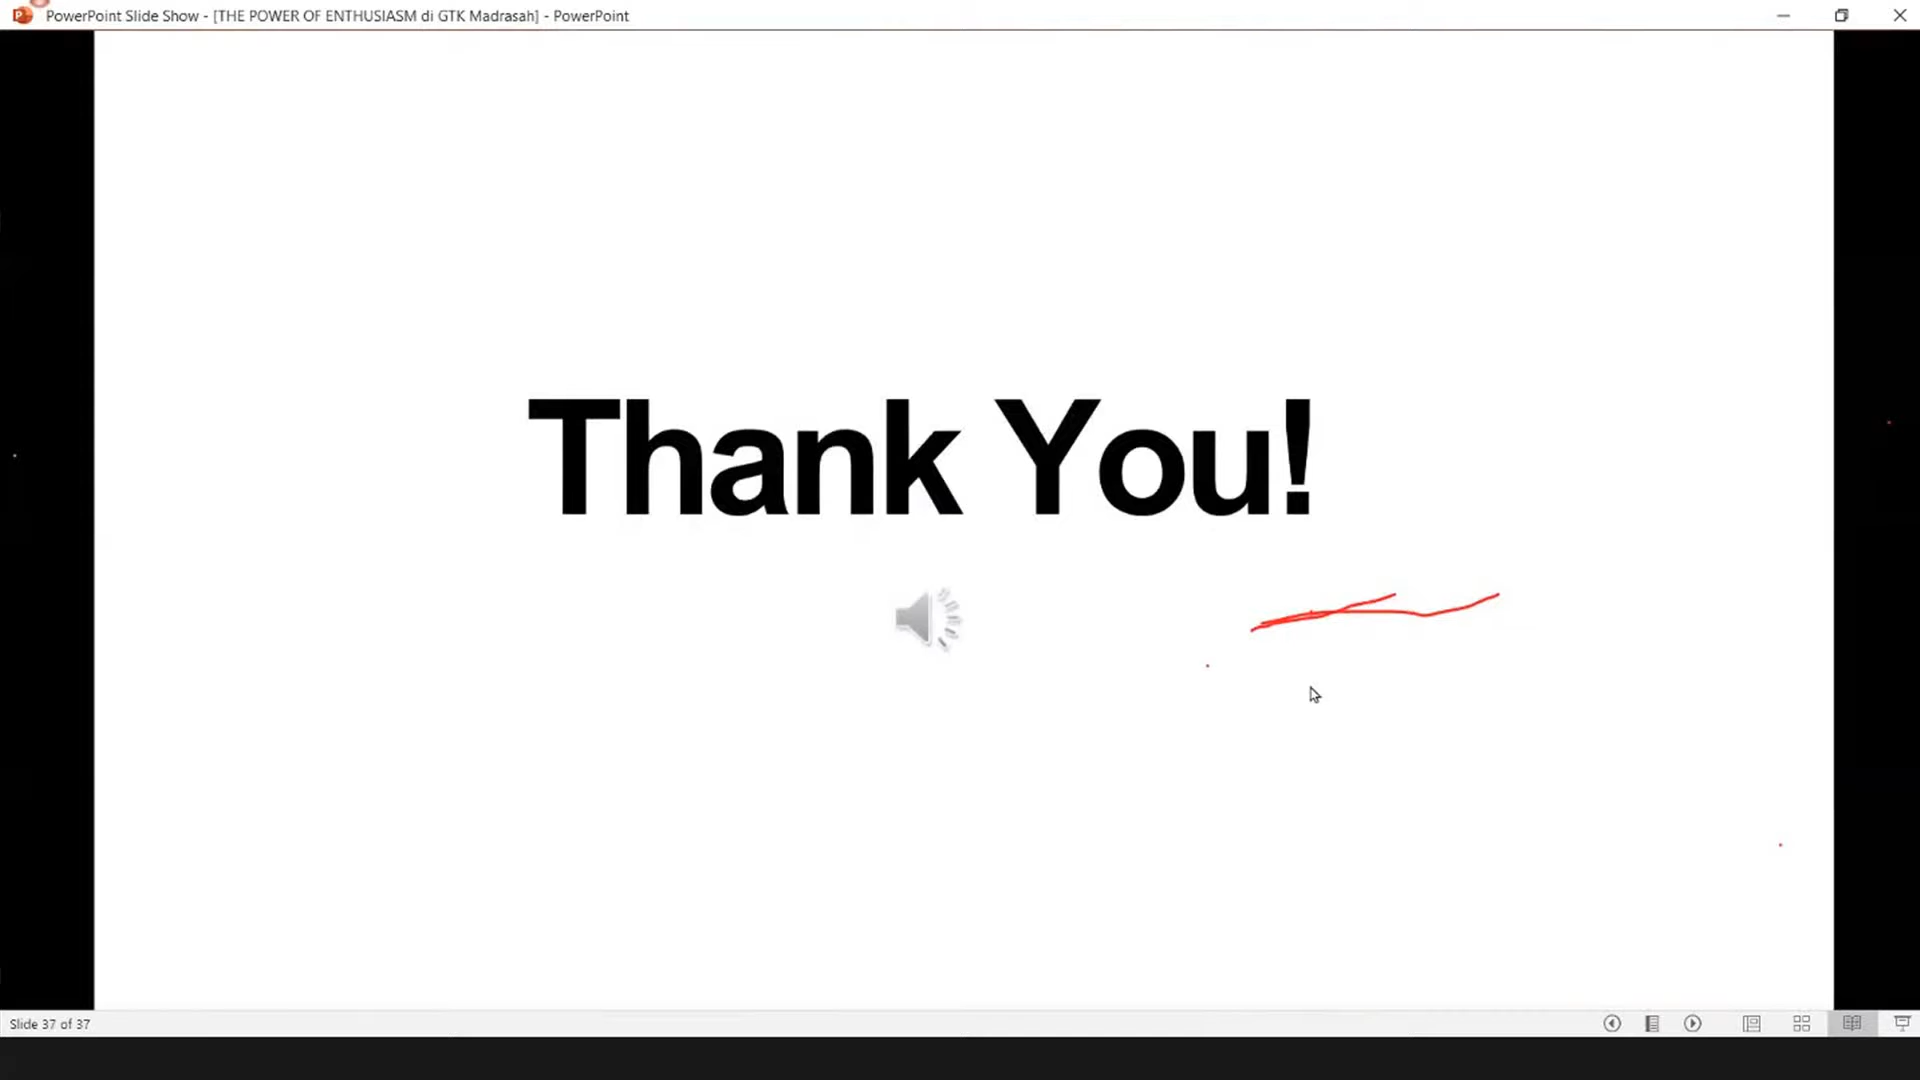 PowerPoint Slide Show - [THE POWER OF ENTHUSIASM di GTK Madrasah] - PowerPoint
Thank You!
Slide 37 of 37